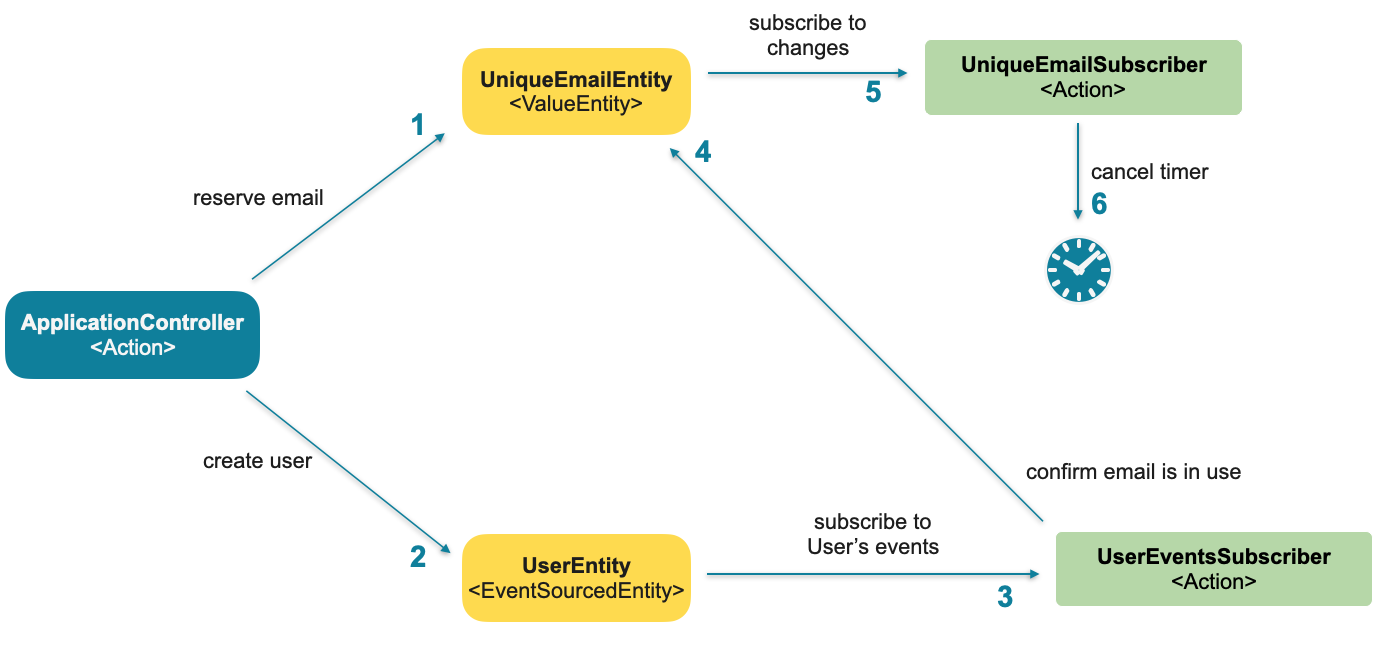 subscribe to
changes
UniqueEmailEntity
<ValueEntity>
5
UniqueEmailSubscriber
<Action>
1
4
reserve email
cancel timer
6
ApplicationController
<Action>
create user
2
UserEntity
<EventSourcedEntity>
subscribe to
User’s events
3
confirm email is in use
UserEventsSubscriber
<Action>